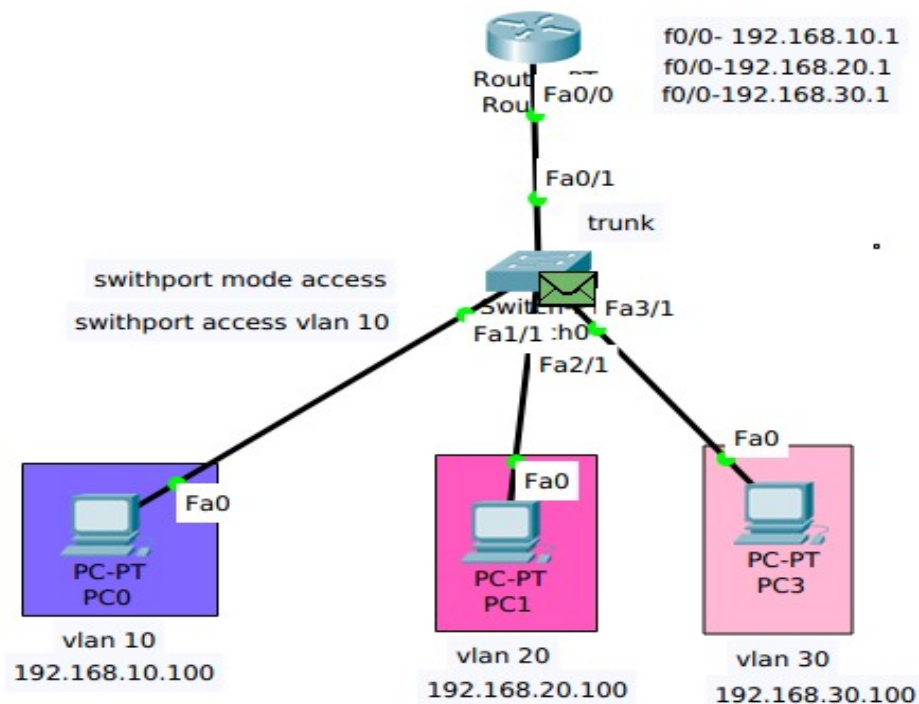 f0/0- 192.168.10.1
f0/0-192.168.20.1
f0/0-192.168.30.1
Fa0/0
Fa0/1
trunk
swithport mode access
swithport access vlan 10
Fa3/1
Fa1/1
Fa2/1
Fa0
Fa0
Fa0
PC-PT
PC0
PC-PT
PC1
PC-PT
PC3
vlan 10
192.168.10.100
vlan 20
192.168.20.100
vlan 30
192.168.30.100